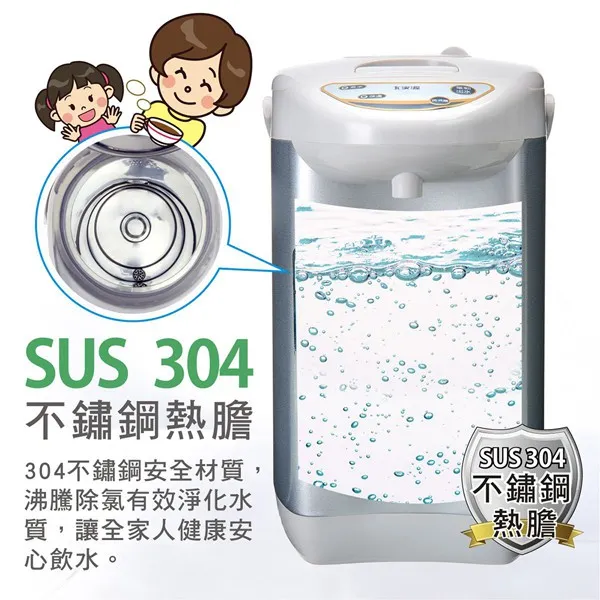 SUS 304
不鏽鋼熱膽
304不鏽鋼安全材質，
沸騰除氯有效淨化水
質，讓全家人健康安
心飲水。
SUS 304
不鏽鋼
熱膽